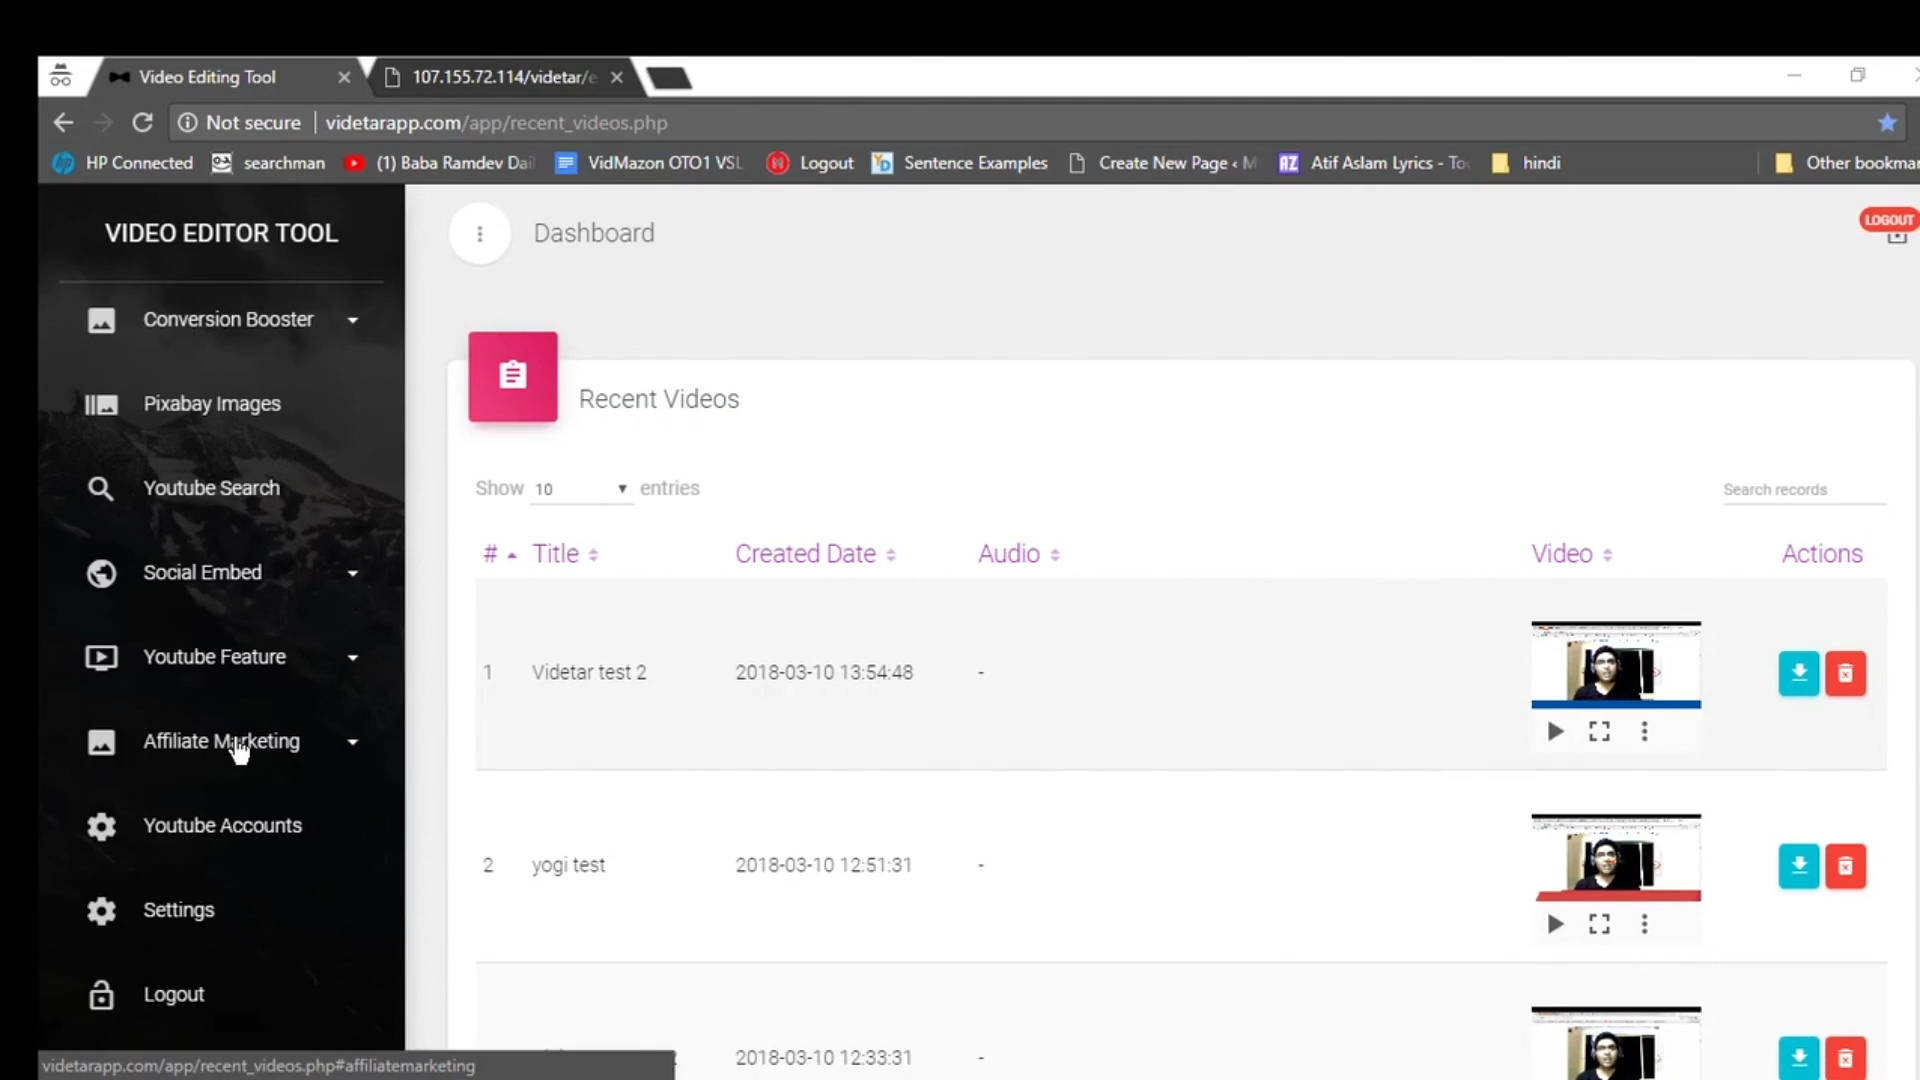 Video Editing Tool
107.155.72.114/videtar/e
Not secure
videtarapp.com/app/recent_videos.php
HP Connected
searchman
(1) Baba Ramdev Dai
VidMazon OTO1 VSL
Logout
Sentence Examples
Create New Page ‹ M
Atif Aslam Lyrics - To
hindi
Other bookmar
VIDEO EDITOR TOOL
Dashboard
LOGOUT
Conversion Booster
Pixabay Images
Youtube Search
Social Embed
Youtube Feature
Affiliate Marketing
Youtube Accounts
Settings
Logout
Recent Videos
Show 10 entries
Search records
# Title Created Date Audio Video Actions
1 Videtar test 2 2018-03-10 13:54:48 -
2 yogi test 2018-03-10 12:51:31 -
2018-03-10 12:33:31 -
videtarapp.com/app/recent_videos.php#affiliatemarketing